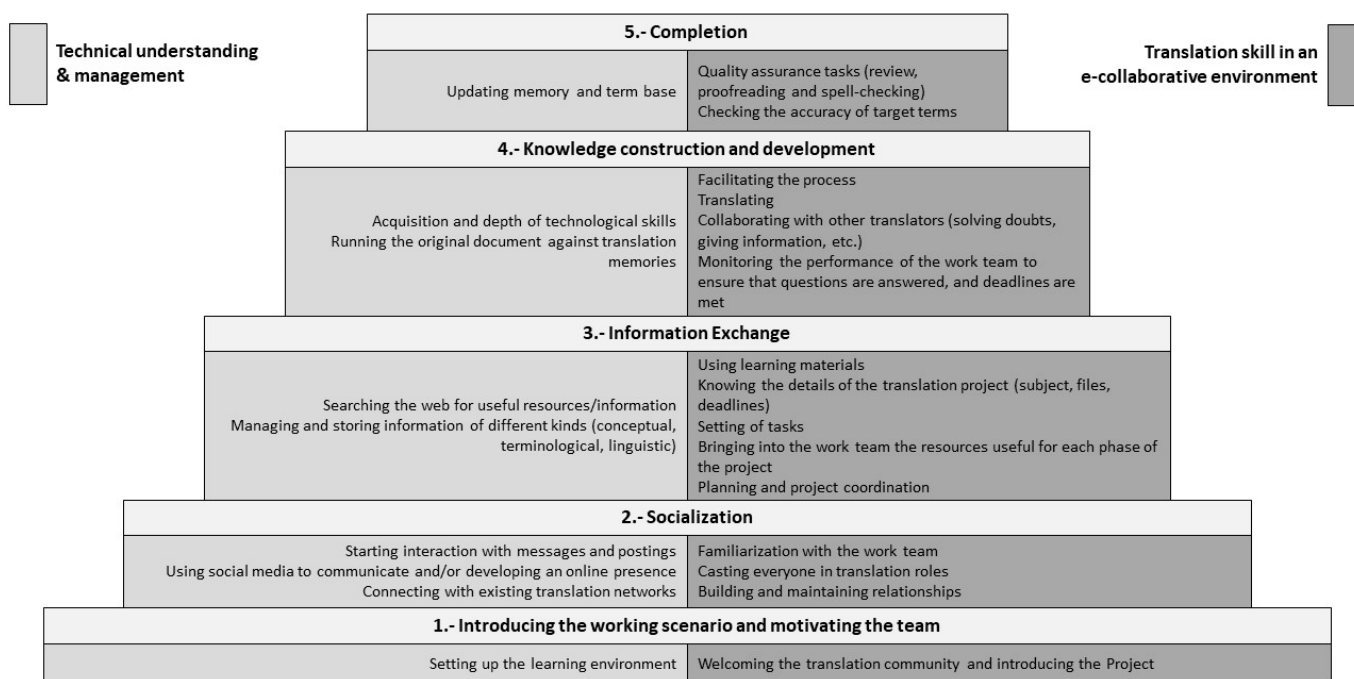 Technical understanding
& management
Translation skill in an
e-collaborative environment
5.- Completion
Updating memory and term base
Quality assurance tasks (review,
proofreading and spell-checking)
Checking the accuracy of target terms
4.- Knowledge construction and development
Acquisition and depth of technological skills
Running the original document against translation
memories
Facilitating the process
Translating
Collaborating with other translators (solving doubts,
giving information, etc.)
Monitoring the performance of the work team to
ensure that questions are answered, and deadlines are
met
3.- Information Exchange
Searching the web for useful resources/information
Managing and storing information of different kinds (conceptual,
terminological, linguistic)
Using learning materials
Knowing the details of the translation project (subject, files,
deadlines)
Setting of tasks
Bringing into the work team the resources useful for each phase of
the project
Planning and project coordination
2.- Socialization
Starting interaction with messages and postings
Using social media to communicate and/or developing an online presence
Connecting with existing translation networks
Familiarization with the work team
Casting everyone in translation roles
Building and maintaining relationships
1.- Introducing the working scenario and motivating the team
Setting up the learning environment
Welcoming the translation community and introducing the Project